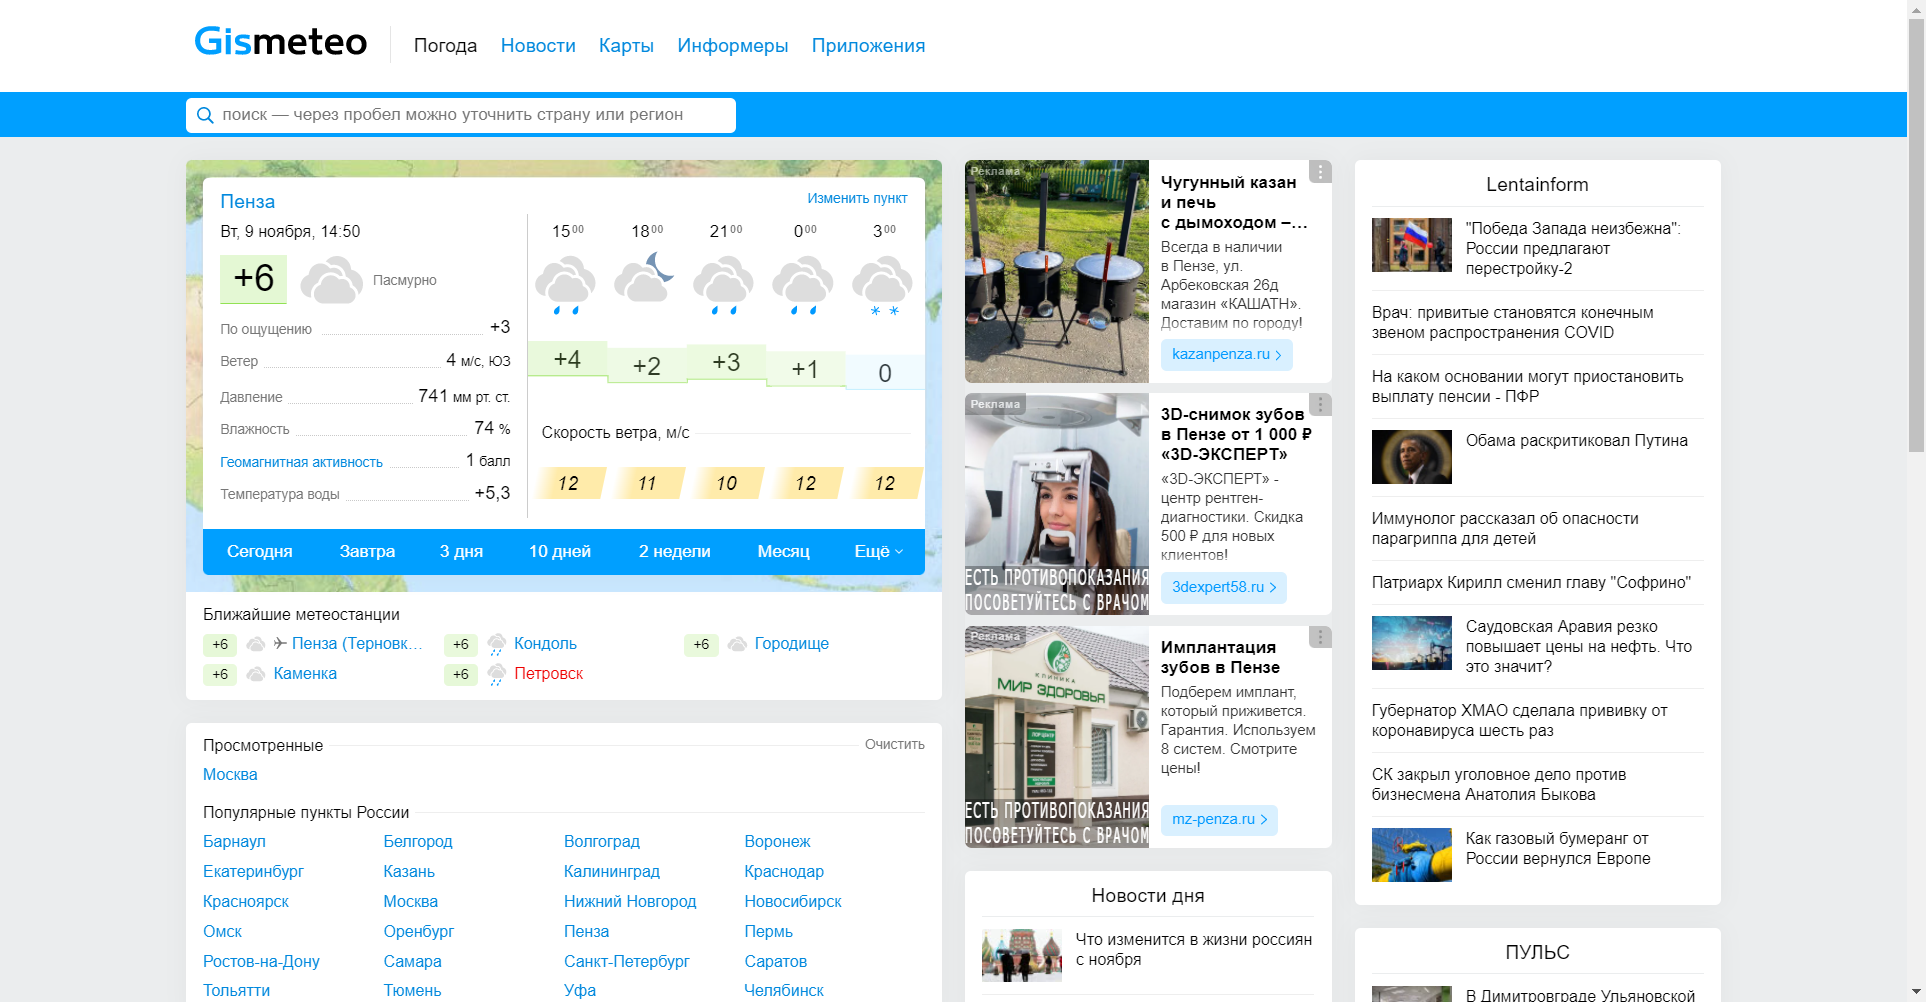 Gismeteo
Погода Новости Карты Информеры Приложения
поиск — через пробел можно уточнить страну или регион
Пенза
Изменить пункт
Вт, 9 ноября, 14:50
+6 Пасмурно
По ощущению +3
Ветер 4 м/с, ЮЗ
Давление 741 мм рт. ст.
Влажность 74 %
Геомагнитная активность 1 балл
Температура воды +5,3
15 00 18 00 21 00 0 00 3 00
+4 +2 +3 +1 0
Скорость ветра, м/с
12 11 10 12 12
Сегодня Завтра 3 дня 10 дней 2 недели Месяц Ещё
Ближайшие метеостанции
+6 Пенза (Терновк... +6 Кондоль +6 Городище
+6 Каменка +6 Петровск
Просмотренные Очистить
Москва
Популярные пункты России
Барнаул Белгород Волгоград Воронеж
Екатеринбург Казань Калининград Краснодар
Красноярск Москва Нижний Новгород Новосибирск
Омск Оренбург Пенза Пермь
Ростов-на-Дону Самара Санкт-Петербург Саратов
Тольятти Тюмень Уфа Челябинск
Реклама
Чугунный казан
и печь
с дымоходом –...
Всегда в наличии
в Пензе, ул.
Арбековская 26д
магазин «КАШАТН».
Доставим по городу!
kazanpenza.ru
Реклама
3D-снимок зубов
в Пензе от 1 000 ₽
«3D-ЭКСПЕРТ»
«3D-ЭКСПЕРТ» -
центр рентген-
диагностики. Скидка
500 ₽ для новых
клиентов!
3dexpert58.ru
ЕСТЬ ПРОТИВОПОКАЗАНИЯ
ПОСОВЕТУЙТЕСЬ С ВРАЧОМ
Реклама
КЛИНИКА
МИР ЗДОРОВЬЯ
Имплантация
зубов в Пензе
Подберем имплант,
который приживется.
Гарантия. Используем
8 систем. Смотрите
цены!
mz-penza.ru
ЕСТЬ ПРОТИВОПОКАЗАНИЯ
ПОСОВЕТУЙТЕСЬ С ВРАЧОМ
Новости дня
Что изменится в жизни россиян
с ноября
Lentainform
"Победа Запада неизбежна":
России предлагают
перестройку-2
Врач: привитые становятся конечным
звеном распространения COVID
На каком основании могут приостановить
выплату пенсии - ПФР
Обама раскритиковал Путина
Иммунолог рассказал об опасности
парагриппа для детей
Патриарх Кирилл сменил главу "Софрино"
Саудовская Аравия резко
повышает цены на нефть. Что
это значит?
Губернатор ХМАО сделала прививку от
коронавируса шесть раз
СК закрыл уголовное дело против
бизнесмена Анатолия Быкова
Как газовый бумеранг от
России вернулся Европе
ПУЛЬС
В Димитровграде Ульяновской